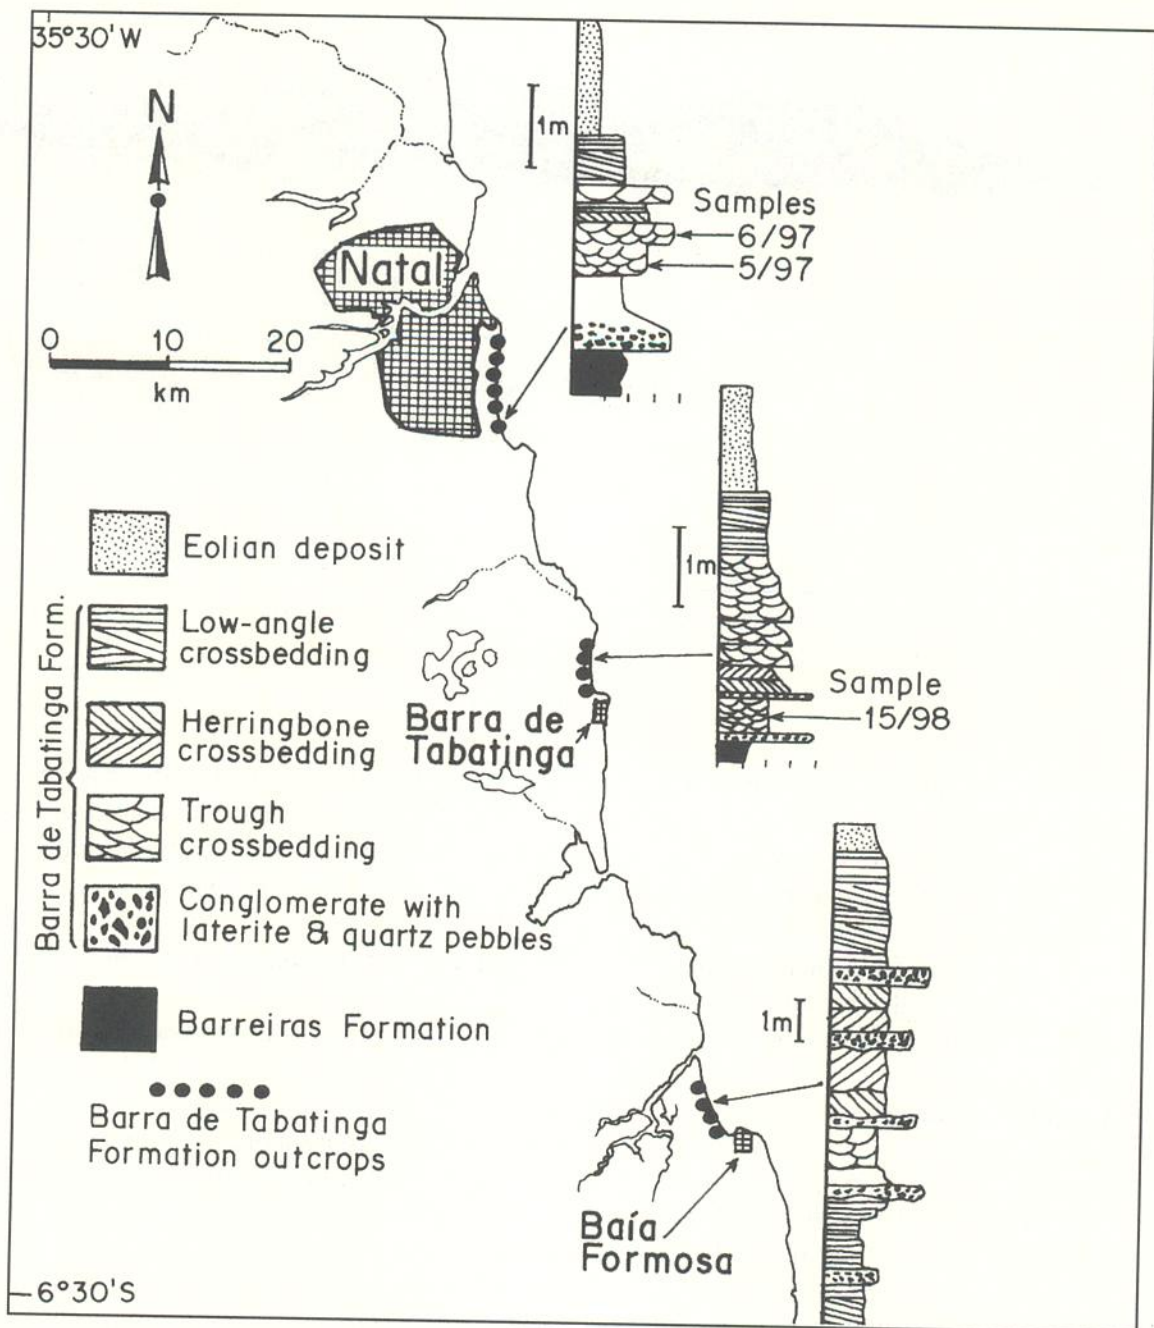 35°30'W
N
1m
Samples
6/97
5/97
Natal
0 10 20
km
Eolian deposit
1m
Barra de Tabatinga Form.
Low-angle
crossbedding
Sample
15/98
Barra de
Tabatinga
Herringbone
crossbedding
Trough
crossbedding
Conglomerate with
laterite & quartz pebbles
1m
Barreiras Formation
Barra de Tabatinga
Formation outcrops
Baía
Formosa
6°30'S